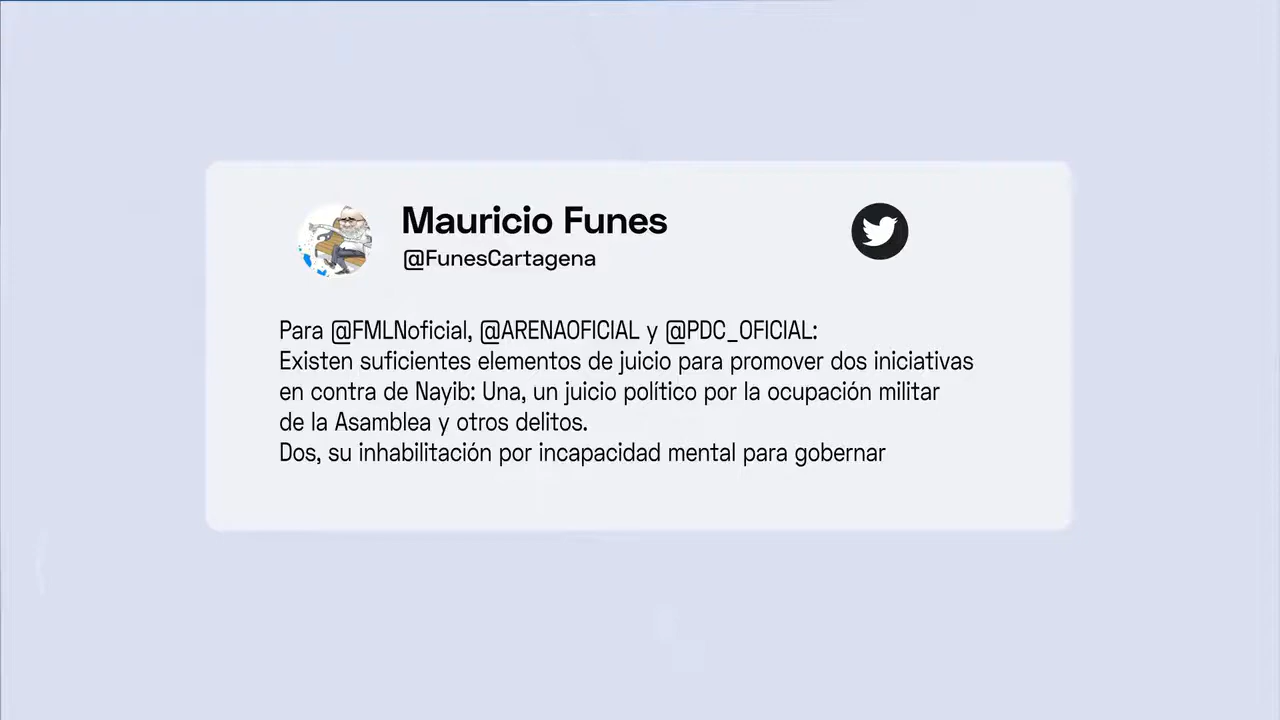 Mauricio Funes
@FunesCartagena
Para @FMLNoficial, @ARENAOFICIAL y @PDC_OFICIAL:
Existen suficientes elementos de juicio para promover dos iniciativas
en contra de Nayib: Una, un juicio político por la ocupación militar
de la Asamblea y otros delitos.
Dos, su inhabilitación por incapacidad mental para gobernar